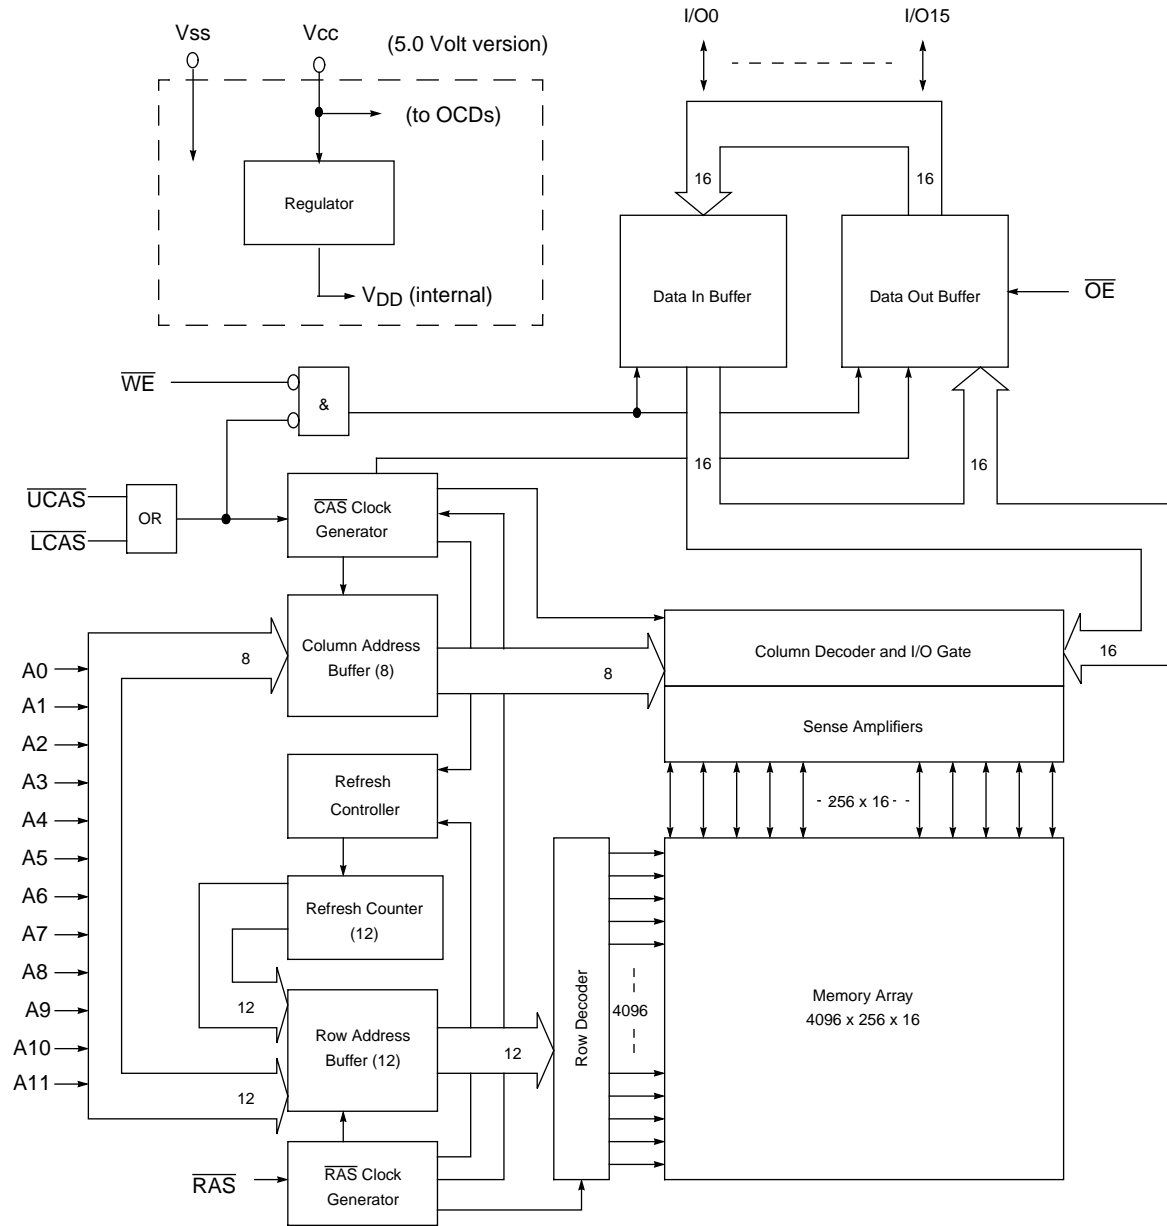 Vss
Vcc
(5.0 Volt version)
(to OCDs)
Regulator
VDD (internal)
I/O0
I/O15
16
16
Data In Buffer
Data Out Buffer
OE
WE
&
16
16
UCAS
LCAS
OR
CAS Clock
Generator
8
Column Address
Buffer (8)
8
Column Decoder and I/O Gate
16
Sense Amplifiers
A0
A1
A2
A3
A4
A5
A6
A7
A8
A9
A10
A11
Refresh
Controller
256 x 16
Refresh Counter
(12)
12
Row Address
Buffer (12)
12
12
Row Decoder
4096
Memory Array
4096 x 256 x 16
RAS
RAS Clock
Generator